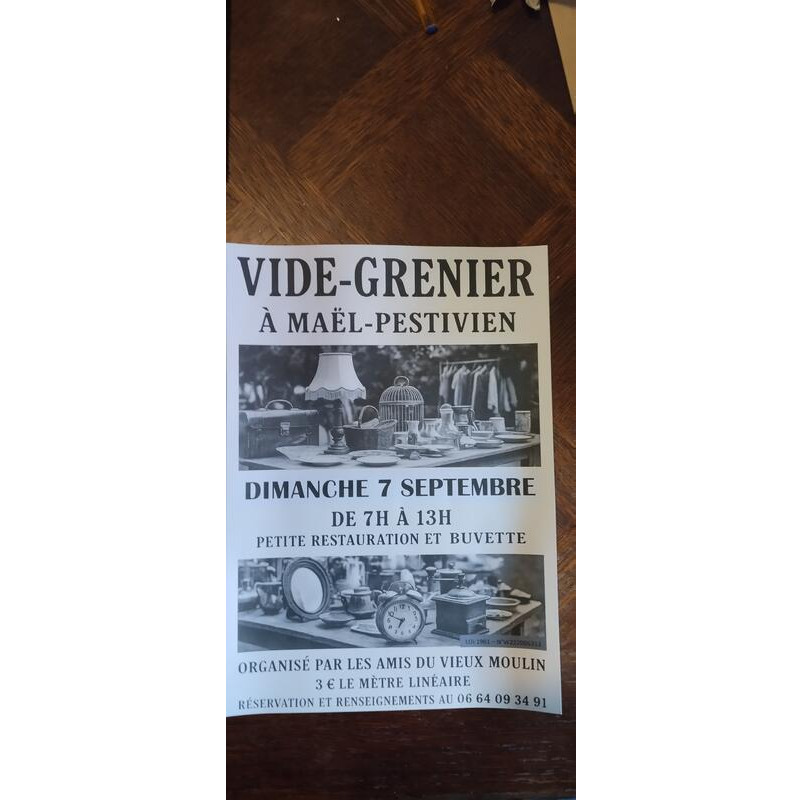 VIDE-GRENIER
À MAËL-PESTIVIEN
DIMANCHE 7 SEPTEMBRE
DE 7H À 13H
PETITE RESTAURATION ET BUVETTE
ORGANISÉ PAR LES AMIS DU VIEUX MOULIN
3 € LE MÈTRE LINÉAIRE
RÉSERVATION ET RENSEIGNEMENTS AU 06 64 09 34 91